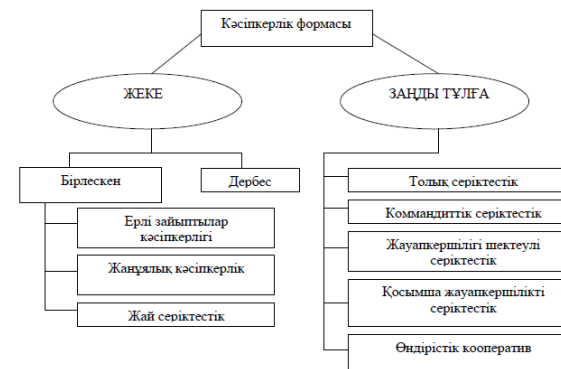 Кәсіпкерлік формасы
ЖЕКЕ
ЗАҢДЫ ТҰЛҒА
Бірлескен
Дербес
Ерлі зайыптылар
кәсіпкерлігі
Жанұялық кәсіпкерлік
Жай серіктестік
Толық серіктестік
Коммандиттік серіктестік
Жауапкершілігі шектеулі
серіктестік
Қосымша жауапкершілікті
серіктестік
Өндірістік кооператив